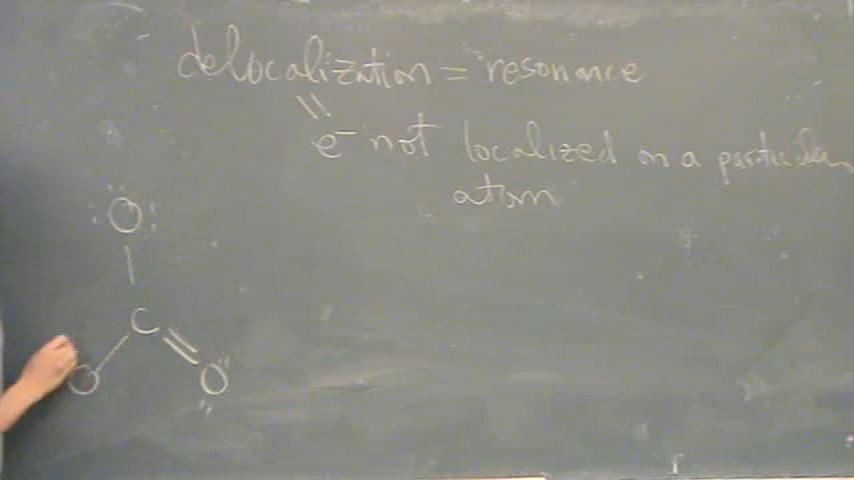 delocalization = resonance
=
e⁻ not localized on a particular
atom
O
C
O O